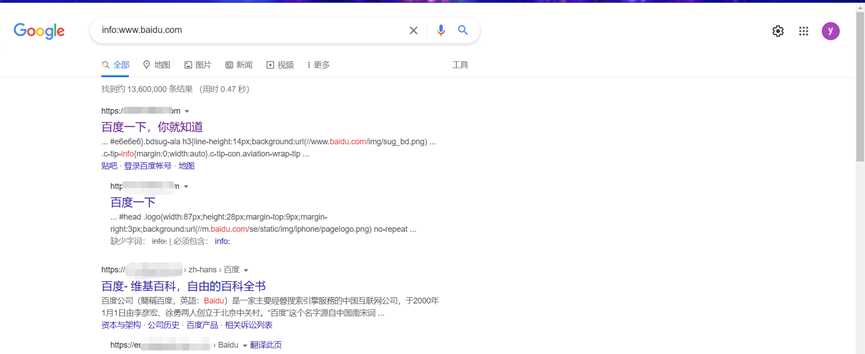 Google
info:www.baidu.com
y
全部 地图 图片 新闻 视频 更多 工具
找到约 13,600,000 条结果 （用时 0.47 秒）
https:/ om
百度一下，你就知道
... #e6e6e6}.bdsug-ala h3{line-height:14px;background:url(//www.baidu.com/img/sug_bd.png) ...
.c-tip-info{margin:0;width:auto}.c-tip-con.aviation-wrap-tip ...
贴吧 · 登录百度帐号 · 地图
http m
百度一下
... #head .logo{width:87px;height:28px;margin-top:9px;margin-
right:3px;background:url(//m.baidu.com/se/static/img/iphone/pagelogo.png) no-repeat ...
缺少字词： info: | 必须包含： info:
https:// › zh-hans › 百度
百度- 维基百科，自由的百科全书
百度公司（簡稱百度，英語：Baidu）是一家主要經營搜索引擎服務的中国互联网公司，于2000年
1月1日由李彦宏、徐勇两人创立于北京中关村。“百度”这个名字源自中国南宋词 ...
资本与架构 · 公司历史 · 百度产品 · 相关诉讼列表
https://e › Baidu 翻译此页